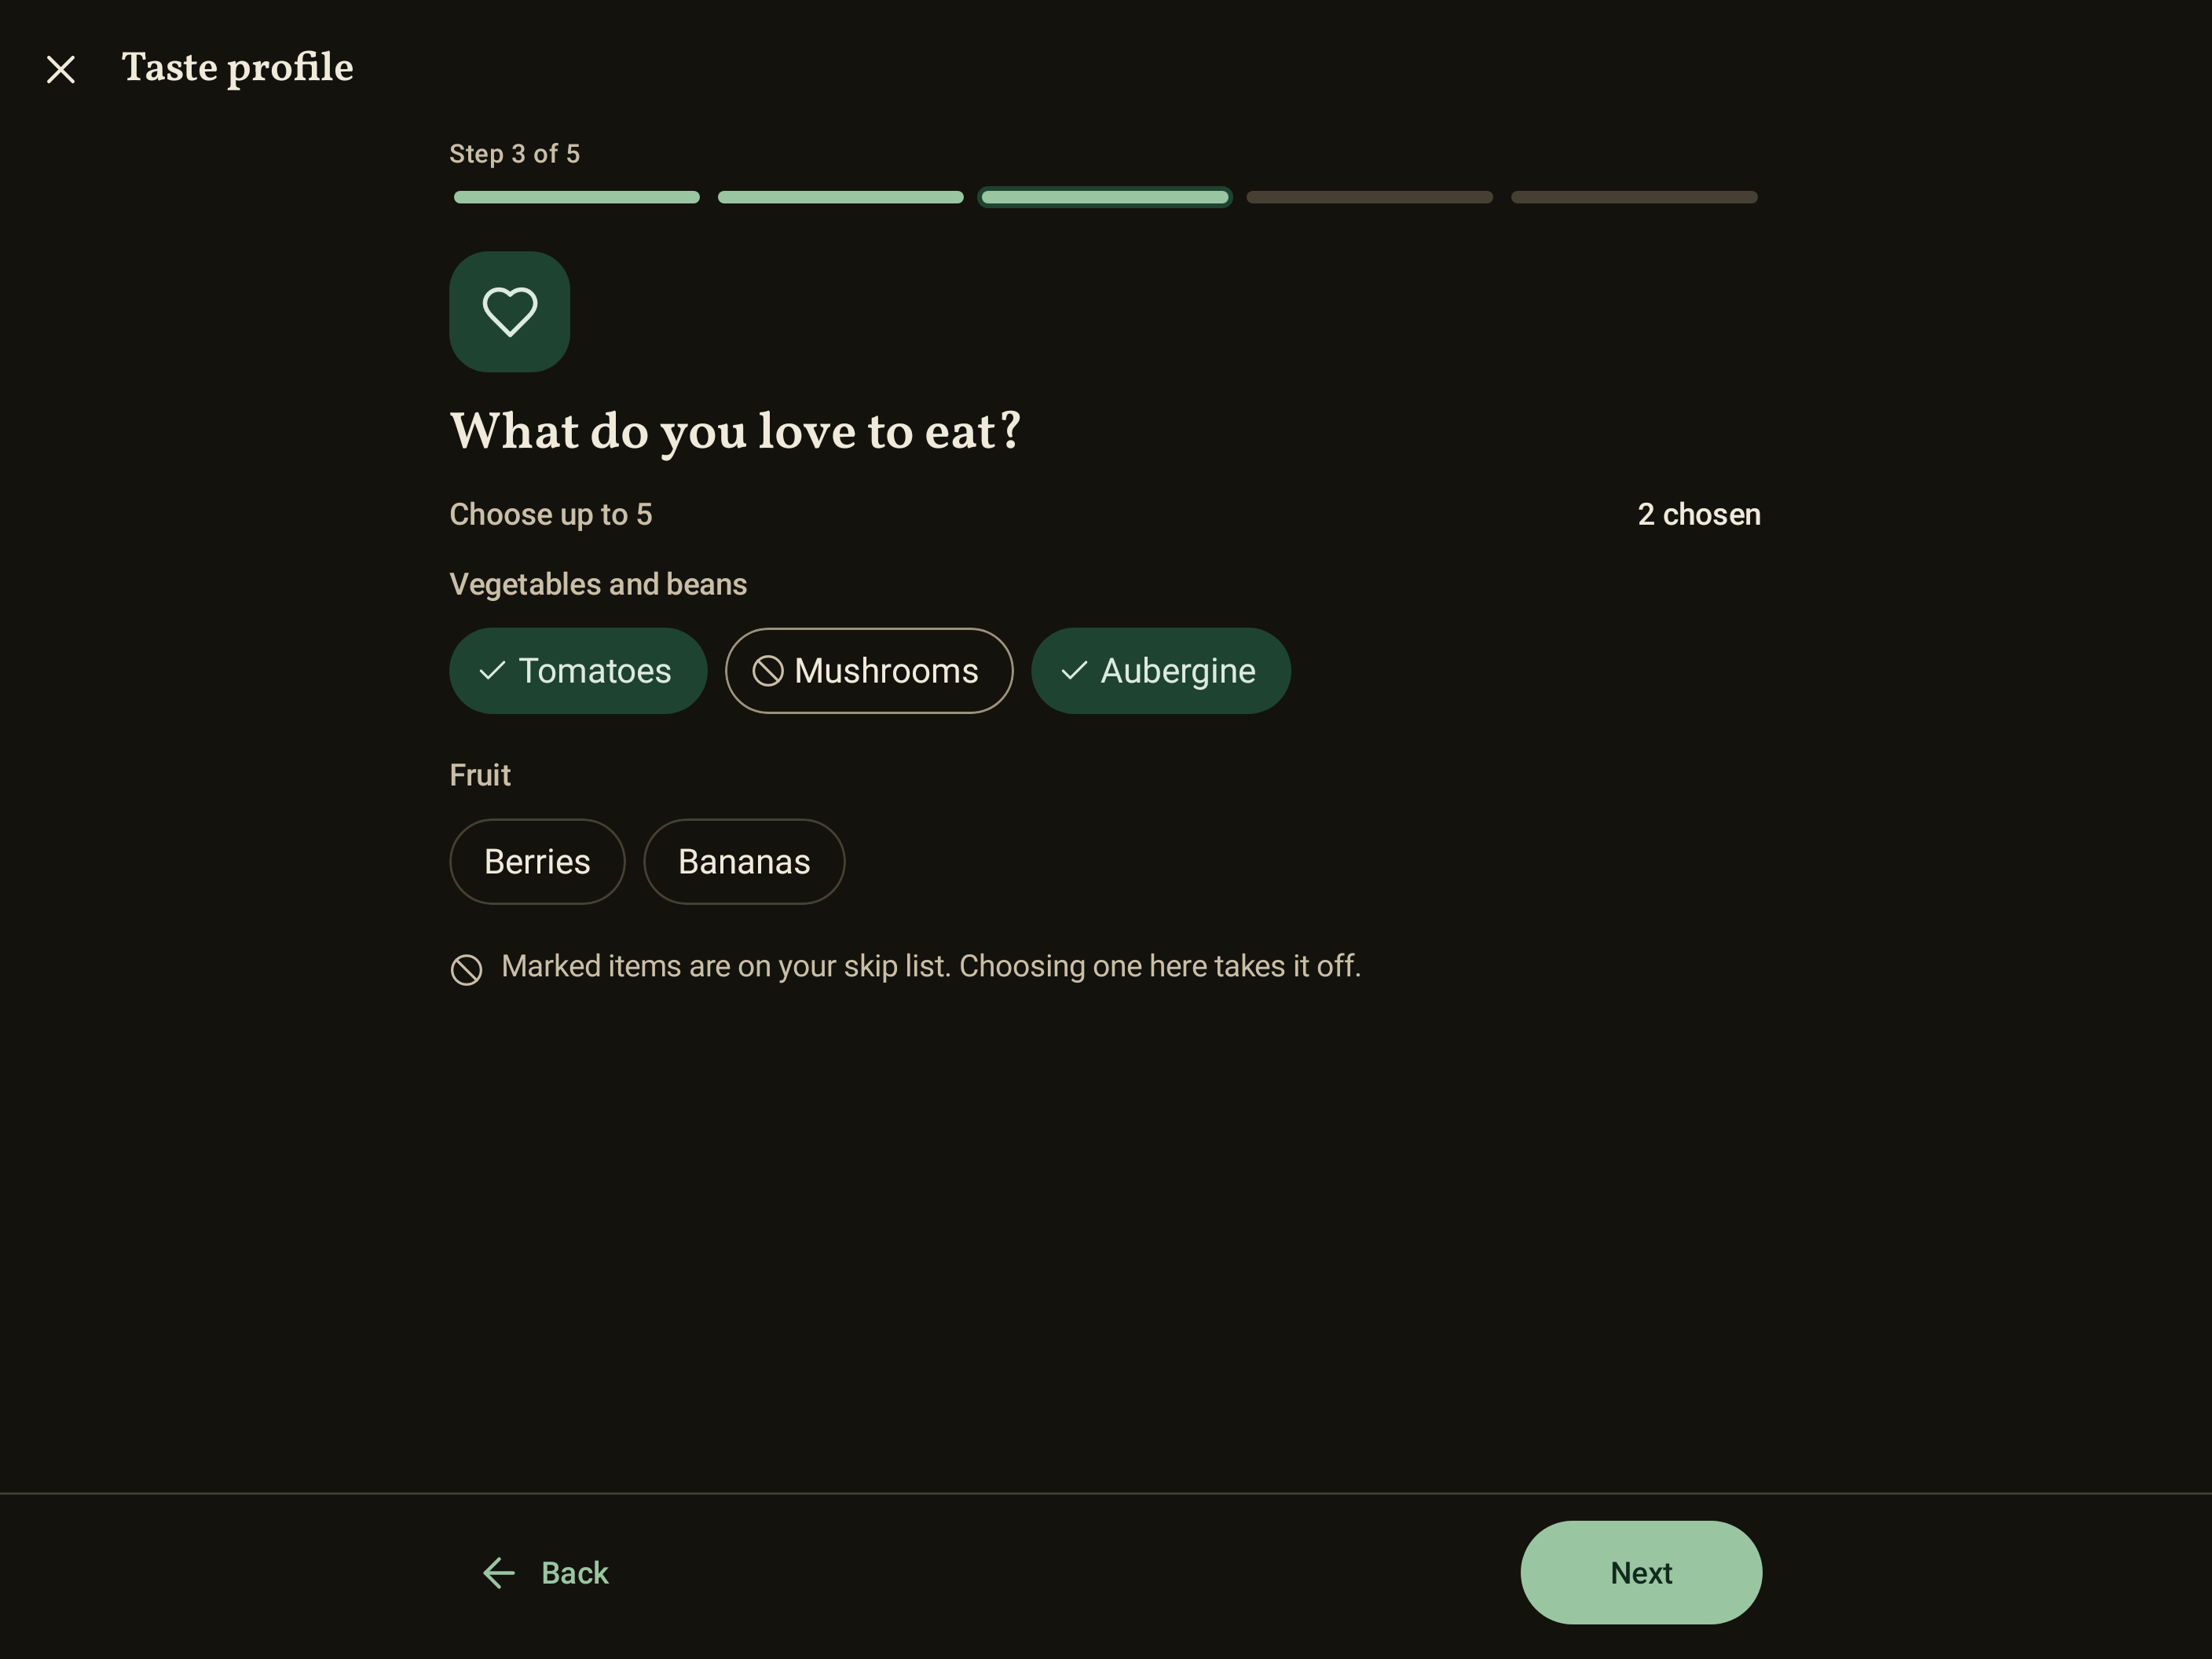 Taste profile
Step 3 of 5
What do you love to eat?
Choose up to 5
2 chosen
Vegetables and beans
Tomatoes
Mushrooms
Aubergine
Fruit
Berries
Bananas
Marked items are on your skip list. Choosing one here takes it off.
Back
Next